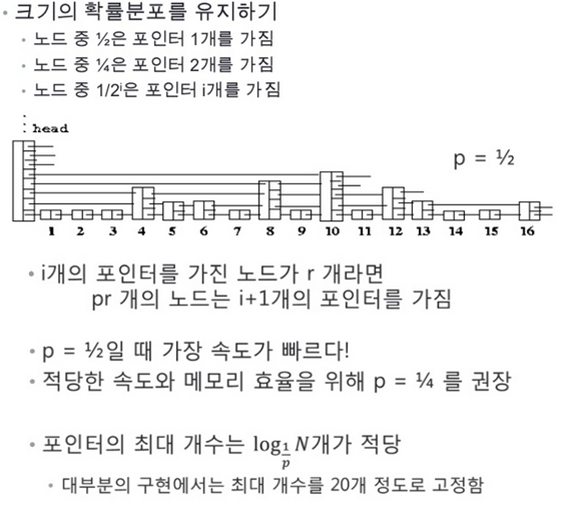 • 크기의 확률분포를 유지하기
• 노드 중 ½은 포인터 1개를 가짐
• 노드 중 ¼은 포인터 2개를 가짐
• 노드 중 1/2ⁱ은 포인터 i개를 가짐
head
p = ½
1 2 3 4 5 6 7 8 9 10 11 12 13 14 15 16
• i개의 포인터를 가진 노드가 r 개라면
pr 개의 노드는 i+1개의 포인터를 가짐
• p = ½일 때 가장 속도가 빠르다!
• 적당한 속도와 메모리 효율을 위해 p = ¼ 를 권장
• 포인터의 최대 개수는 log_{1/p} N개가 적당
• 대부분의 구현에서는 최대 개수를 20개 정도로 고정함